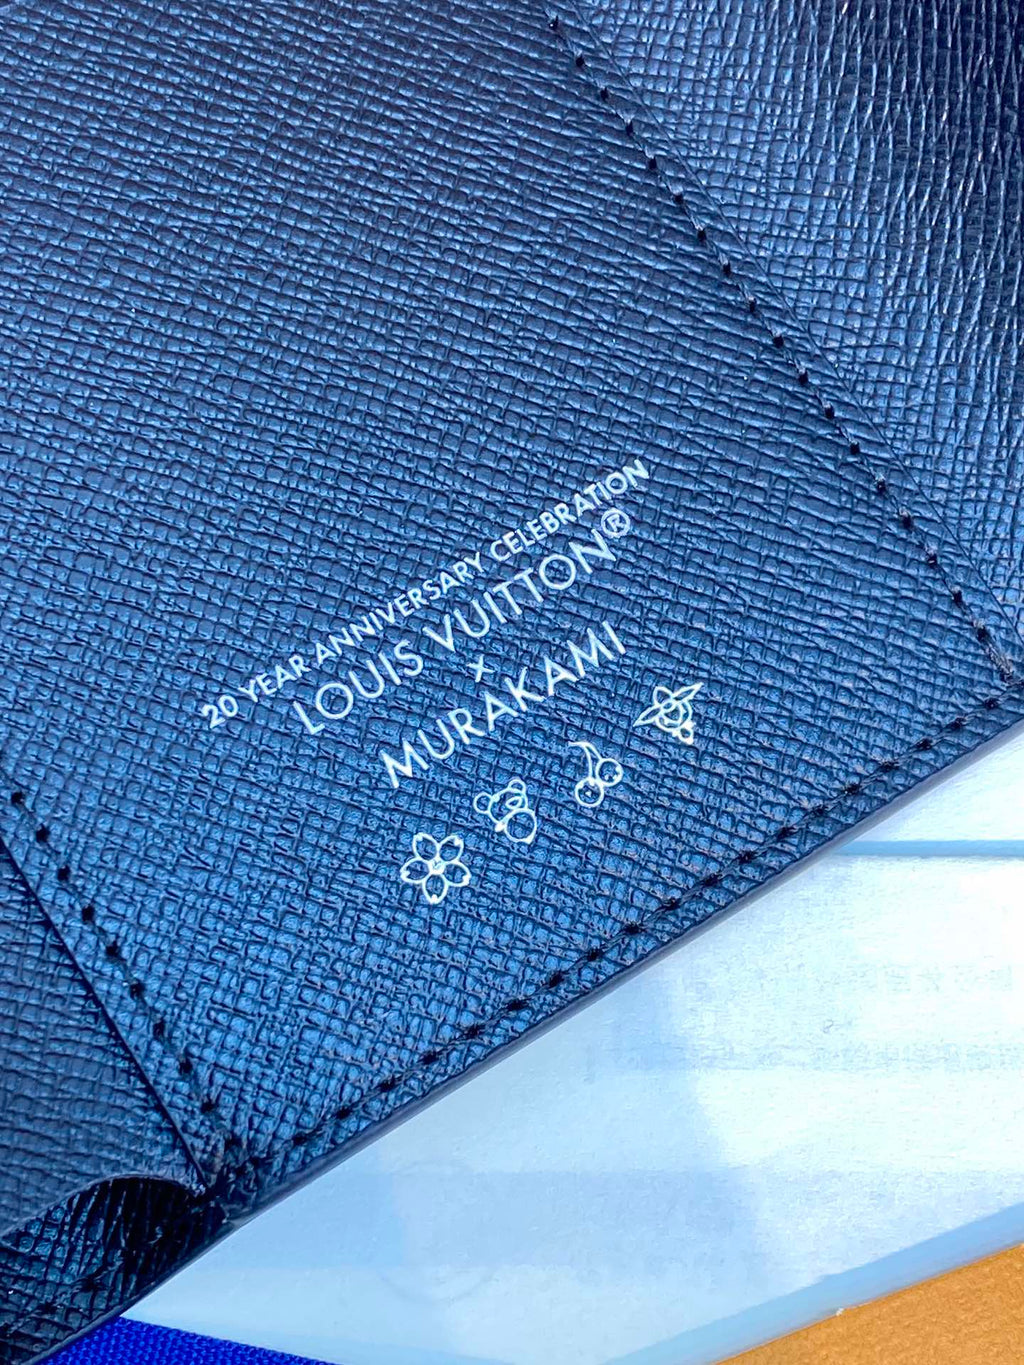 20 YEAR ANNIVERSARY CELEBRATION
LOUIS VUITTON®
x
MURAKAMI